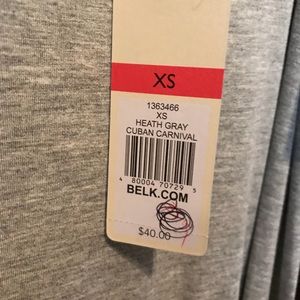 XS
1363466
XS
HEATH GRAY
CUBAN CARNIVAL
4 80004 70729 5
BELK.COM
$40.00